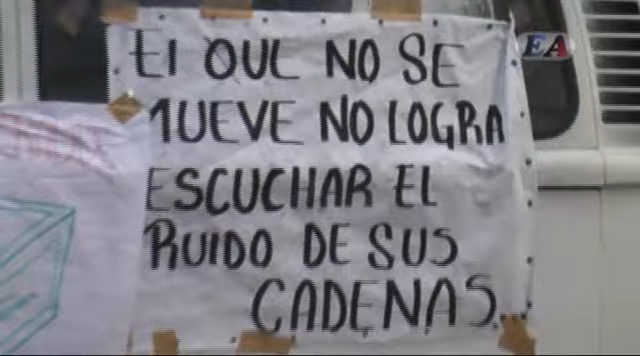 EA
El QUE NO SE
MUEVE NO LOGRA
ESCUCHAR EL
RUIDO DE SUS
CADENAS...